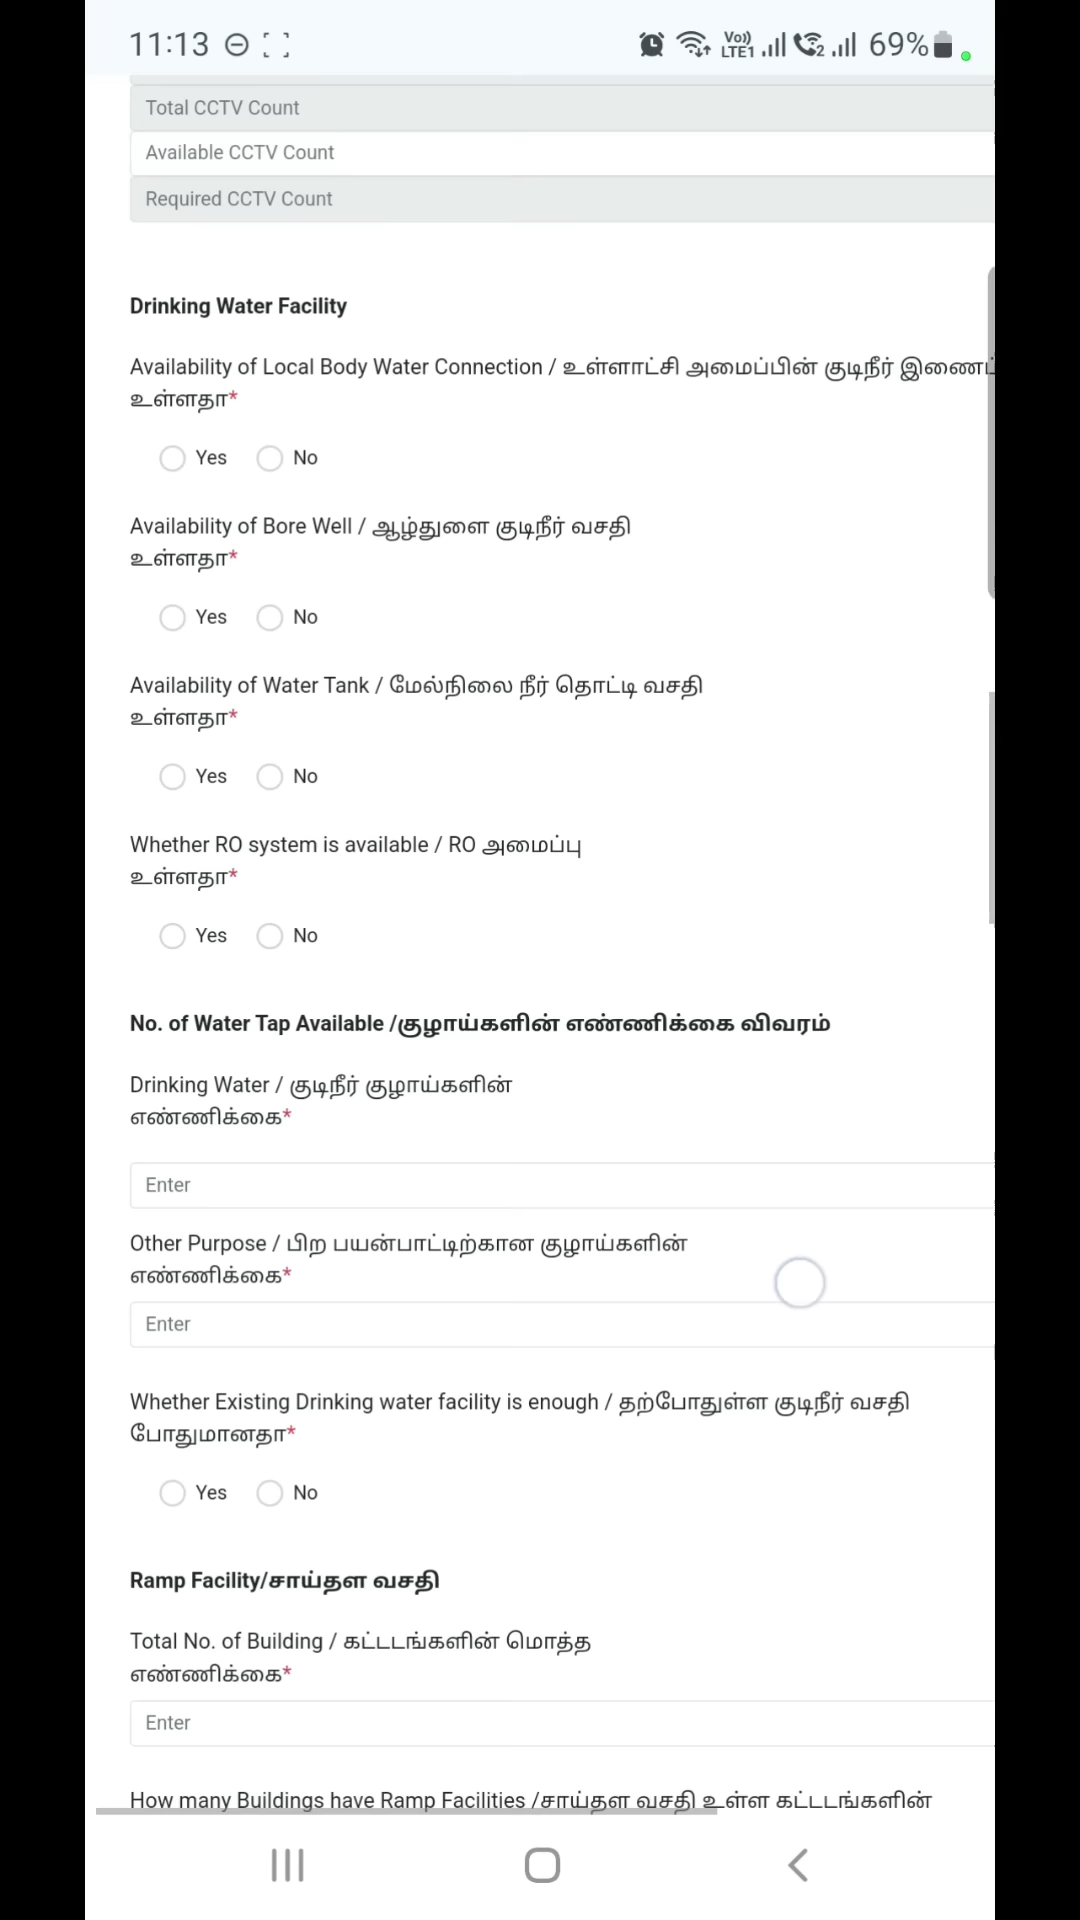 11:13
Vo)) LTE1 2 69%
Total CCTV Count
Available CCTV Count
Required CCTV Count
Drinking Water Facility
Availability of Local Body Water Connection / உள்ளாட்சி அமைப்பின் குடிநீர்
உள்ளதா*
Yes No
Availability of Bore Well / ஆழ்துளை குடிநீர் வசதி
உள்ளதா*
Yes No
Availability of Water Tank / மேல்நிலை நீர் தொட்டி வசதி
உள்ளதா*
Yes No
Whether RO system is available / RO அமைப்பு
உள்ளதா*
Yes No
No. of Water Tap Available /குழாய்களின் எண்ணிக்கை விவரம்
Drinking Water / குடிநீர் குழாய்களின்
எண்ணிக்கை*
Enter
Other Purpose / பிற பயன்பாட்டிற்கான குழாய்களின்
எண்ணிக்கை*
Enter
Whether Existing Drinking water facility is enough / தற்போதுள்ள குடிநீர் வசதி
போதுமானதா*
Yes No
Ramp Facility/சாய்தள வசதி
Total No. of Building / கட்டடங்களின் மொத்த
எண்ணிக்கை*
Enter
How many Buildings have Ramp Facilities /சாய்தள வசதி உள்ள கட்டடங்களின்